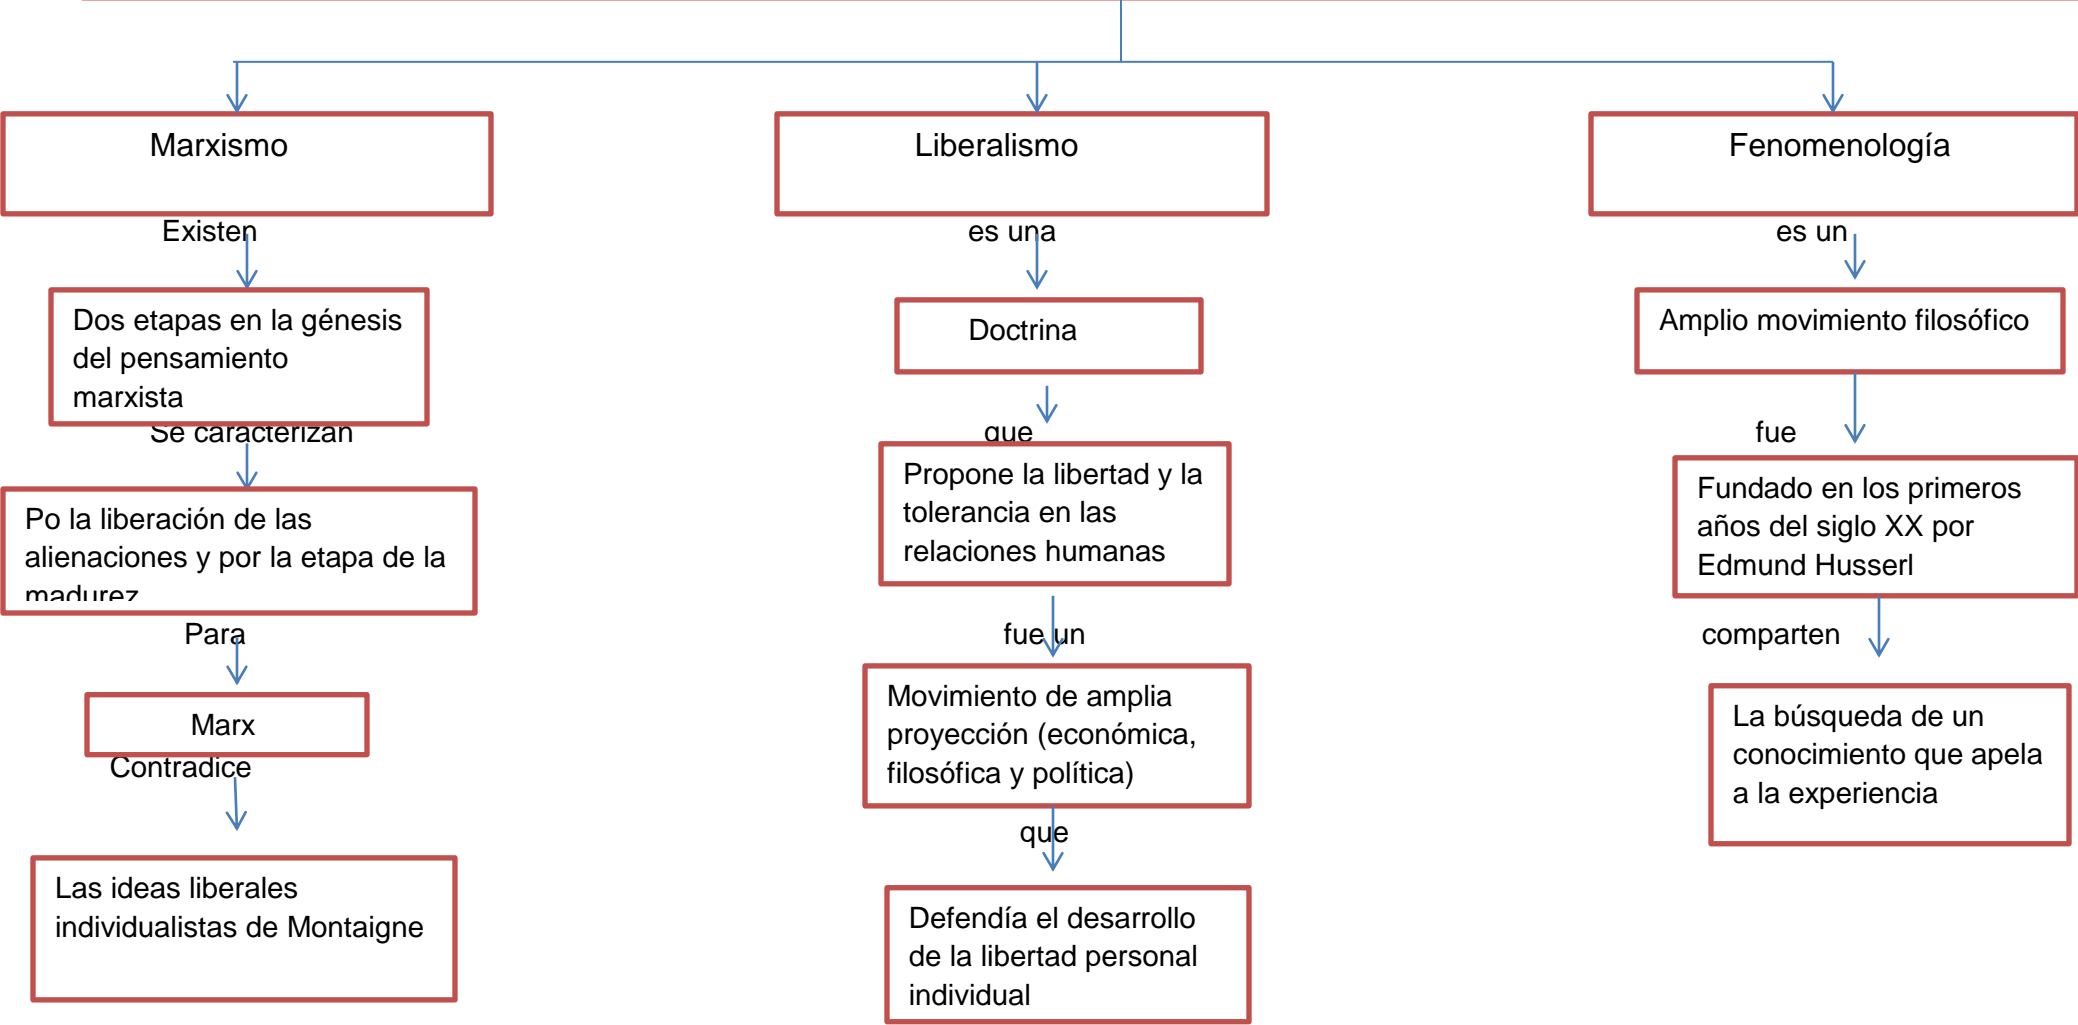 Marxismo
Existen
Dos etapas en la génesis
del pensamiento
marxista
Se caracterizan
Po la liberación de las
alienaciones y por la etapa de la
madurez
Para
Marx
Contradice
Las ideas liberales
individualistas de Montaigne
Liberalismo
es una
Doctrina
que
Propone la libertad y la
tolerancia en las
relaciones humanas
fue un
Movimiento de amplia
proyección (económica,
filosófica y política)
que
Defendía el desarrollo
de la libertad personal
individual
Fenomenología
es un
Amplio movimiento filosófico
fue
Fundado en los primeros
años del siglo XX por
Edmund Husserl
comparten
La búsqueda de un
conocimiento que apela
a la experiencia